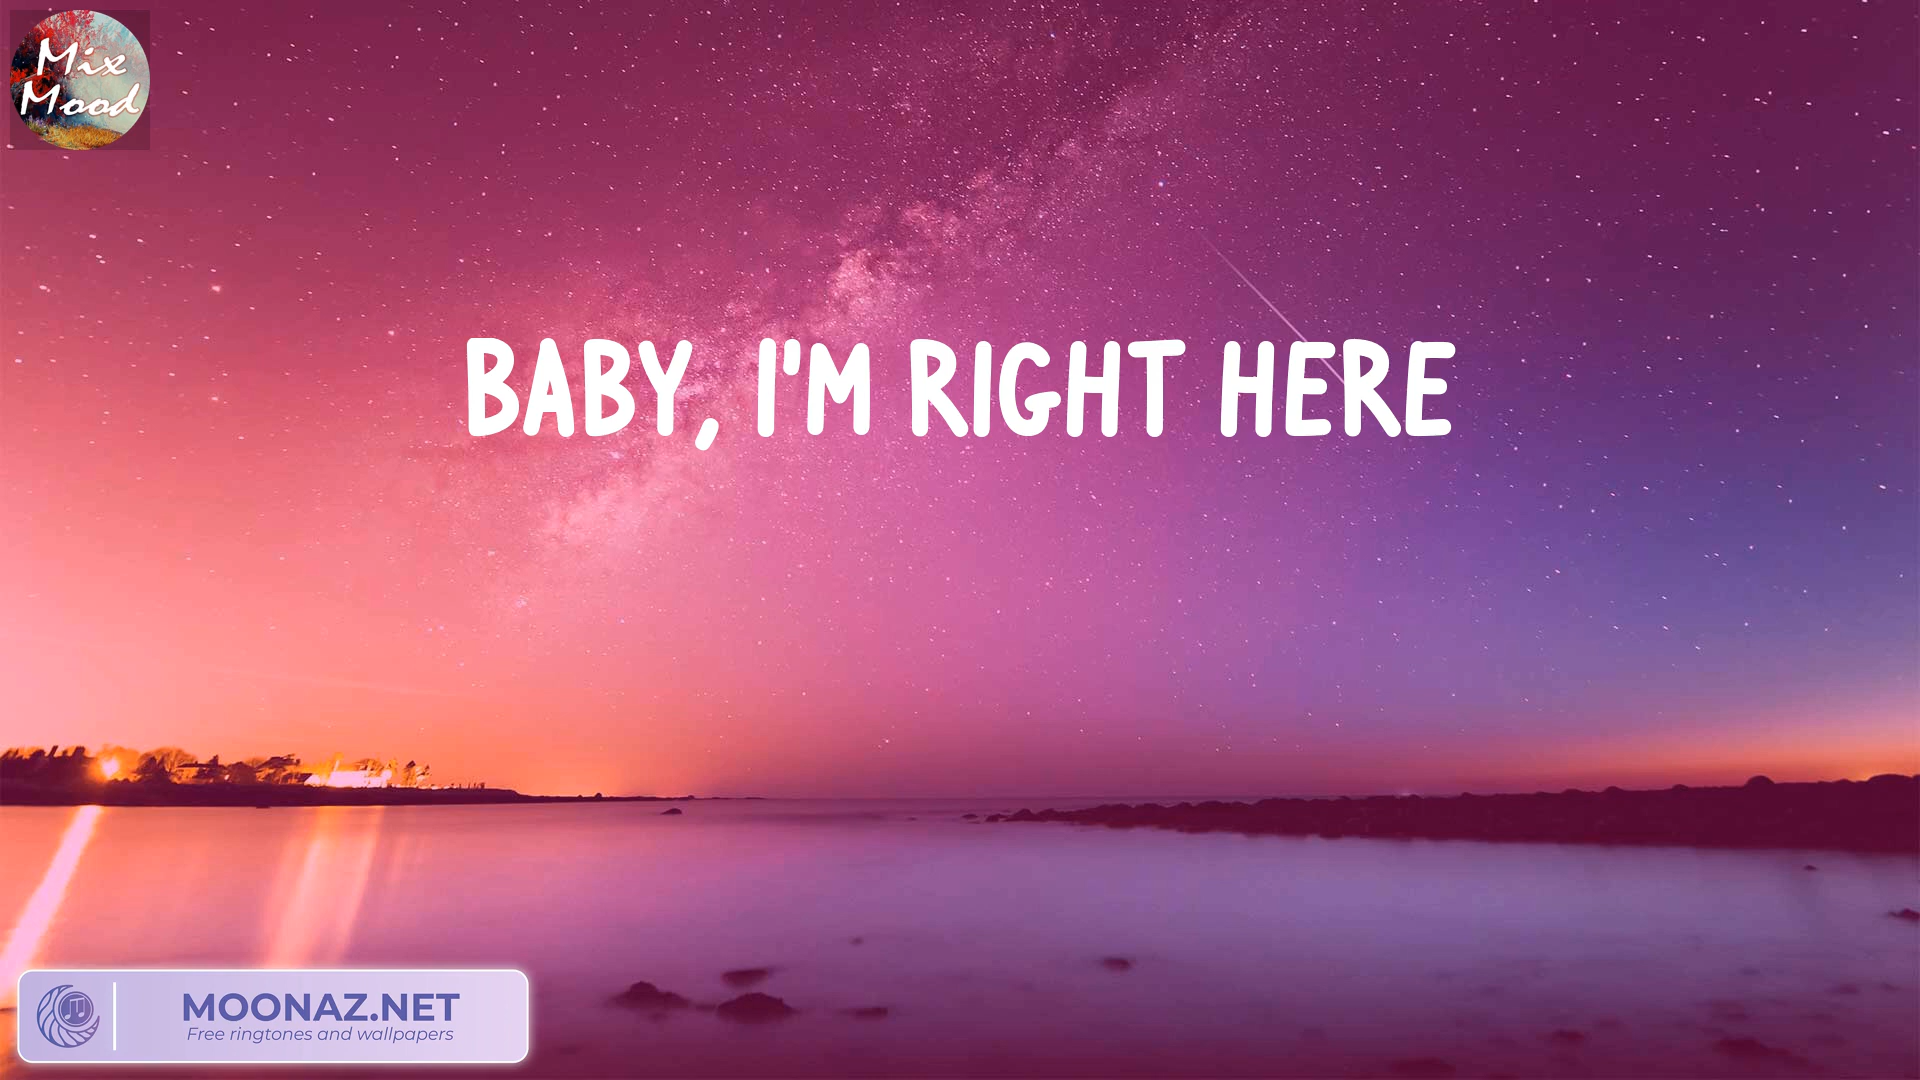 Mix
Mood
BABY, I'M RIGHT HERE
MOONAZ.NET
Free ringtones and wallpapers